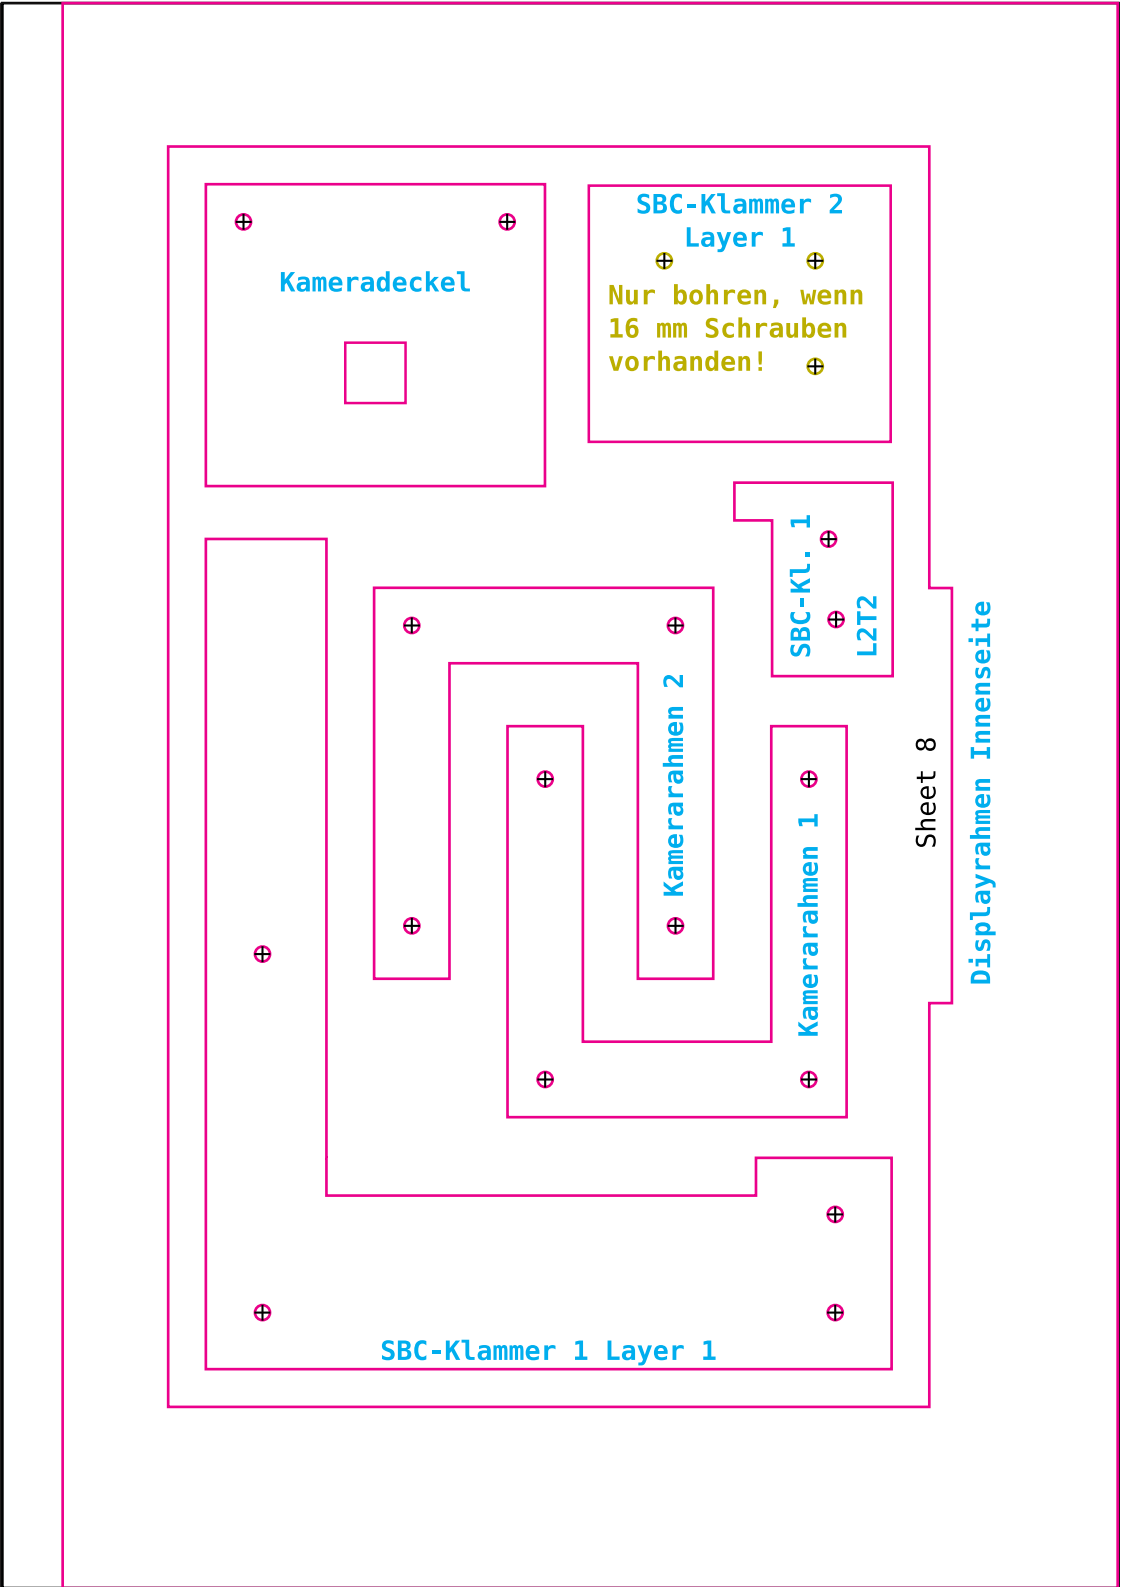 SBC-Klammer 2
Layer 1
Kameradeckel
Nur bohren, wenn
16 mm Schrauben
vorhanden!
SBC-Kl. 1
L2T2
Kamerarahmen 2
Kamerarahmen 1
Sheet 8
Displayrahmen Innenseite
SBC-Klammer 1 Layer 1